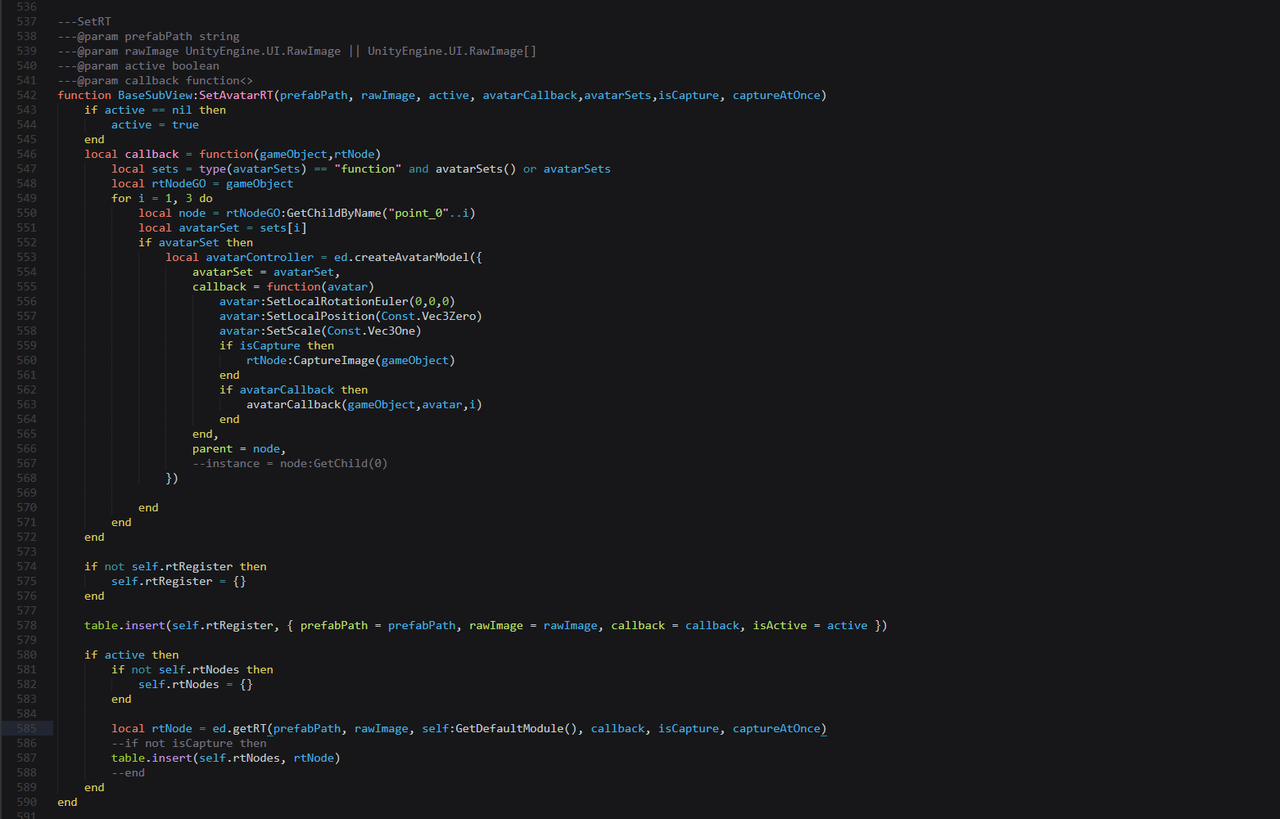 536
537 ---SetRT
538 ---@param prefabPath string
539 ---@param rawImage UnityEngine.UI.RawImage || UnityEngine.UI.RawImage[]
540 ---@param active boolean
541 ---@param callback function<>
542 function BaseSubView:SetAvatarRT(prefabPath, rawImage, active, avatarCallback,avatarSets,isCapture, captureAtOnce)
543     if active == nil then
544         active = true
545     end
546     local callback = function(gameObject,rtNode)
547         local sets = type(avatarSets) == "function" and avatarSets() or avatarSets
548         local rtNodeGO = gameObject
549         for i = 1, 3 do
550             local node = rtNodeGO:GetChildByName("point_0"..i)
551             local avatarSet = sets[i]
552             if avatarSet then
553                 local avatarController = ed.createAvatarModel({
554                     avatarSet = avatarSet,
555                     callback = function(avatar)
556                         avatar:SetLocalRotationEuler(0,0,0)
557                         avatar:SetLocalPosition(Const.Vec3Zero)
558                         avatar:SetScale(Const.Vec3One)
559                         if isCapture then
560                             rtNode:CaptureImage(gameObject)
561                         end
562                         if avatarCallback then
563                             avatarCallback(gameObject,avatar,i)
564                         end
565                     end,
566                     parent = node,
567                     --instance = node:GetChild(0)
568                 })
569
570             end
571         end
572     end
573
574     if not self.rtRegister then
575         self.rtRegister = {}
576     end
577
578     table.insert(self.rtRegister, { prefabPath = prefabPath, rawImage = rawImage, callback = callback, isActive = active })
579
580     if active then
581         if not self.rtNodes then
582             self.rtNodes = {}
583         end
584
585         local rtNode = ed.getRT(prefabPath, rawImage, self:GetDefaultModule(), callback, isCapture, captureAtOnce)
586         --if not isCapture then
587         table.insert(self.rtNodes, rtNode)
588         --end
589     end
590 end
591